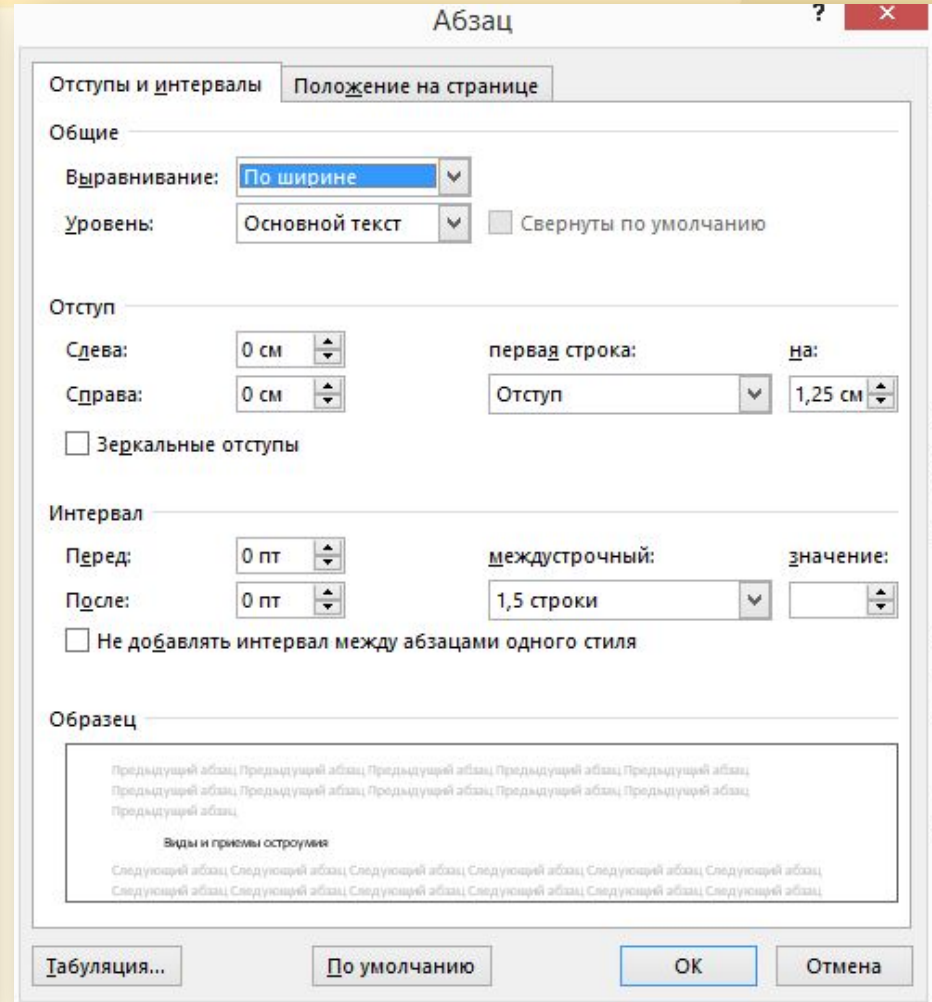 Абзац ?
Отступы и интервалы Положение на странице
Общие
Выравнивание: По ширине
Уровень: Основной текст Свернуты по умолчанию
Отступ
Слева: 0 см первая строка: на:
Справа: 0 см Отступ 1,25 см
Зеркальные отступы
Интервал
Перед: 0 пт междустрочный: значение:
После: 0 пт 1,5 строки
Не добавлять интервал между абзацами одного стиля
Образец
Предыдущий абзац Предыдущий абзац Предыдущий абзац Предыдущий абзац Предыдущий абзац
Предыдущий абзац Предыдущий абзац Предыдущий абзац Предыдущий абзац Предыдущий абзац
Предыдущий абзац
Виды и приемы остроумия
Следующий абзац Следующий абзац Следующий абзац Следующий абзац Следующий абзац Следующий абзац
Следующий абзац Следующий абзац Следующий абзац Следующий абзац Следующий абзац Следующий абзац
Табуляция... По умолчанию ОК Отмена